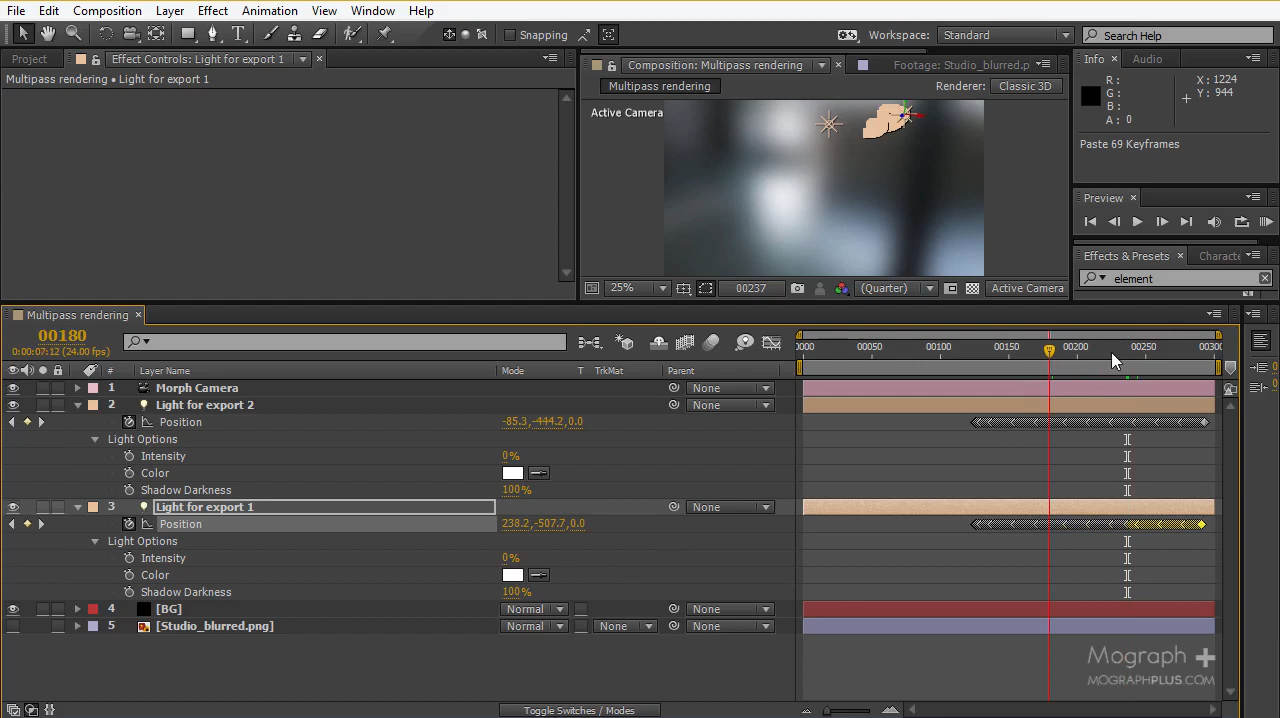 File Edit Composition Layer Effect Animation View Window Help
Snapping Workspace: Standard Search Help
Project Effect Controls: Light for export 1
Multipass rendering • Light for export 1
Composition: Multipass rendering Footage: Studio_blurred.p
Multipass rendering Renderer: Classic 3D
Active Camera
25% 00237 (Quarter) Active Camera
Info Audio
R: X: 1224
G: Y: 944
B:
A: 0
Paste 69 Keyframes
Preview
Effects & Presets Characte
element
Multipass rendering
00180
0:00:07:12 (24.00 fps)
0000 00050 00100 00150 00200 00250 00300
# Layer Name Mode T TrkMat Parent
1 Morph Camera None
2 Light for export 2 None
Position -85.3,-444.2,0.0
Light Options
Intensity 0%
Color
Shadow Darkness 100%
3 Light for export 1 None
Position 238.2,-507.7,0.0
Light Options
Intensity 0%
Color
Shadow Darkness 100%
4 [BG] Normal None
5 [Studio_blurred.png] Normal None None
Toggle Switches / Modes
Mograph +
MOGRAPHPLUS.COM